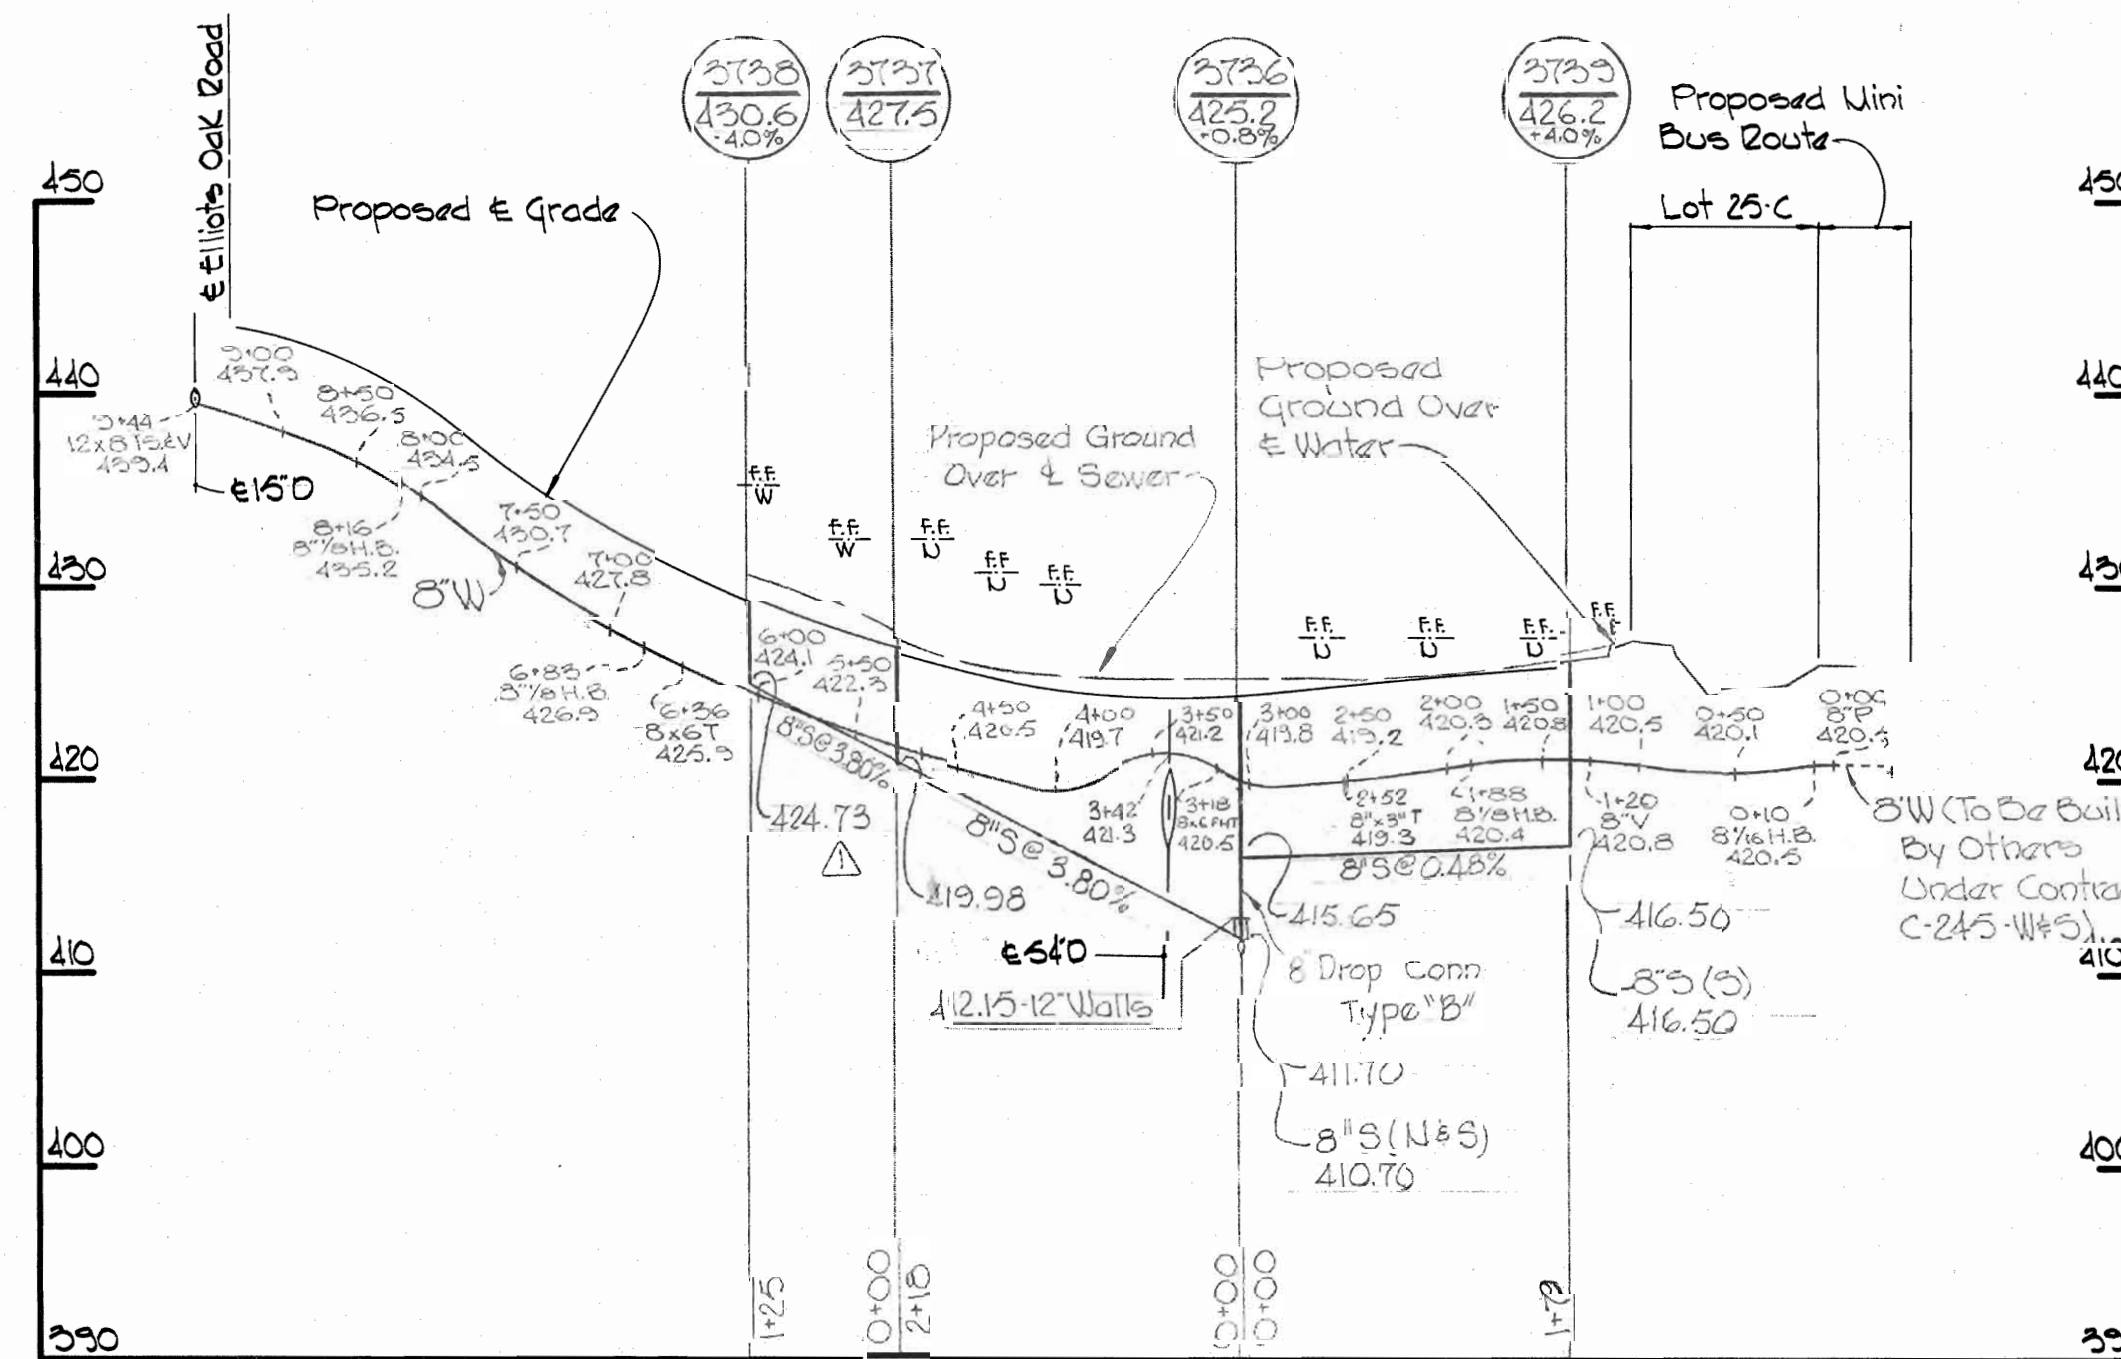 ℄ Elliots Oak Road
3738
430.6
-4.0%
3737
427.5
3736
425.2
+0.8%
3739
426.2
+4.0%
Proposed Mini
Bus Route
Lot 25-C
Proposed ℄ Grade
450
440
430
420
410
400
390
9+00
437.9
8+50
436.5
8+00
434.5
9+44
12x8 T.S.&V
439.4
℄ 15"D
8+16
8"⅛H.B.
435.2
7+50
430.7
7+00
427.8
8"W
6+83
8"⅛H.B.
426.9
6+36
8x6T
425.9
F.F.
W
F.F.
W
F.F.
U
F.F.
U
F.F.
U
Proposed Ground
Over ℄ Sewer
Proposed
Ground Over
℄ Water
F.F.
U
F.F.
U
F.F.
U
F.F.
6+00
424.1
5+50
422.3
8"S@3.80%
424.73
1
4+50
420.5
4+00
419.7
3+50
421.2
3+00
419.8
2+50
419.2
2+00
420.3
1+50
420.8
1+00
420.5
0+50
420.1
8"P
3+42
421.3
3+18
420.5
2+52
8"x3"T
419.3
1+88
8"⅛H.B.
420.4
1+20
8"V
420.8
0+10
8"1/16 H.B.
420.5
8"S@3.80%
8"S@0.48%
419.98
℄ 54"D
412.15-12"Walls
415.65
416.50
8"W (To Be Buil
By Others
Under Contra
C-245-W&S)
8" Drop Conn
Type "B"
8"S (S)
416.50
411.70
8"S (N&S)
410.70
1+25
0+00
2+18
0+00
0+00